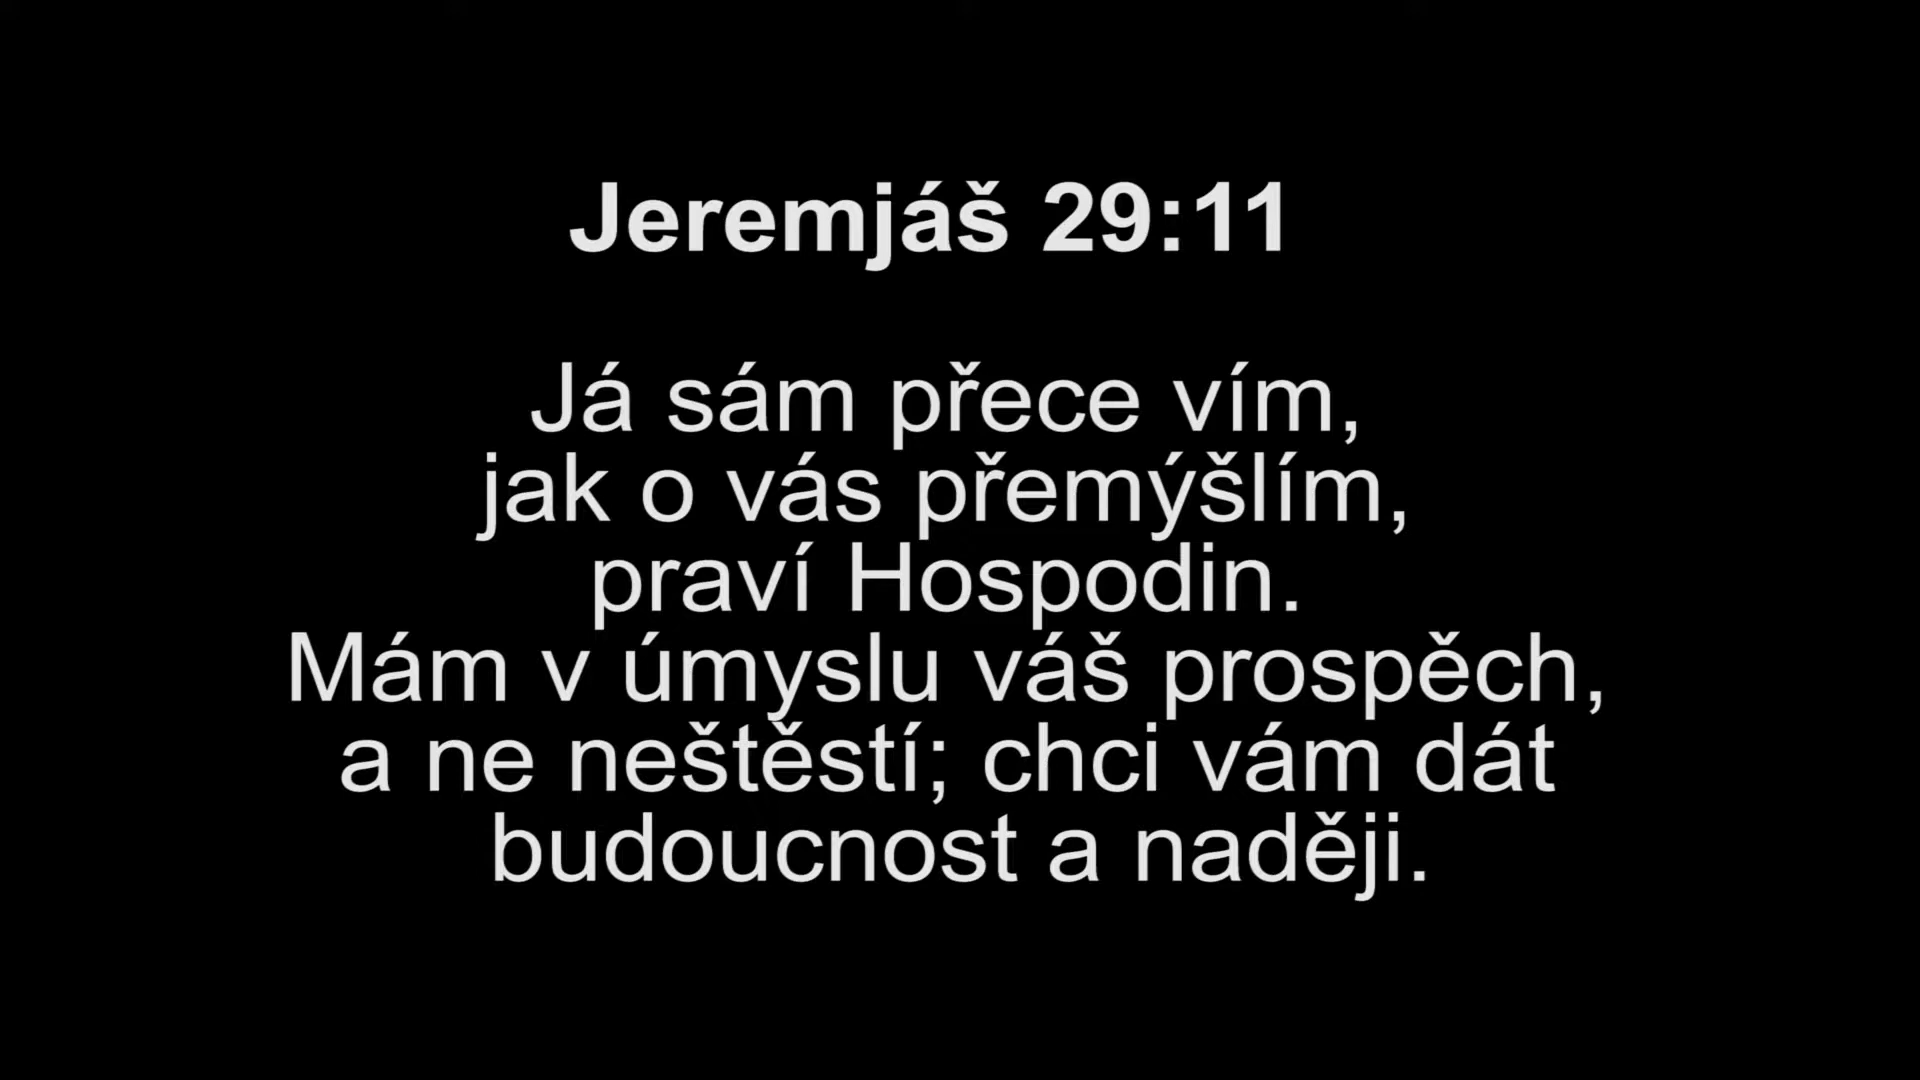 Jeremjáš 29:11
Já sám přece vím,
jak o vás přemýšlím,
praví Hospodin.
Mám v úmyslu váš prospěch,
a ne neštěstí; chci vám dát
budoucnost a naději.